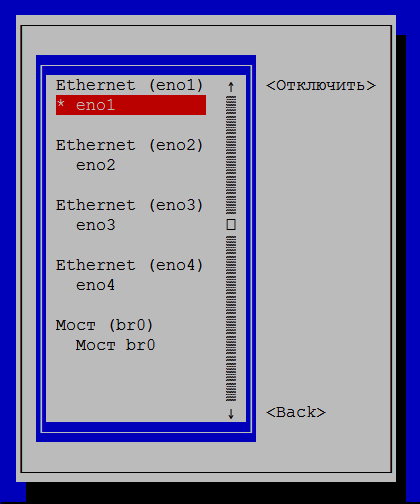 Ethernet (eno1)
<Отключить>
* eno1
Ethernet (eno2)
eno2
Ethernet (eno3)
eno3
Ethernet (eno4)
eno4
Мост (br0)
Мост br0
<Back>